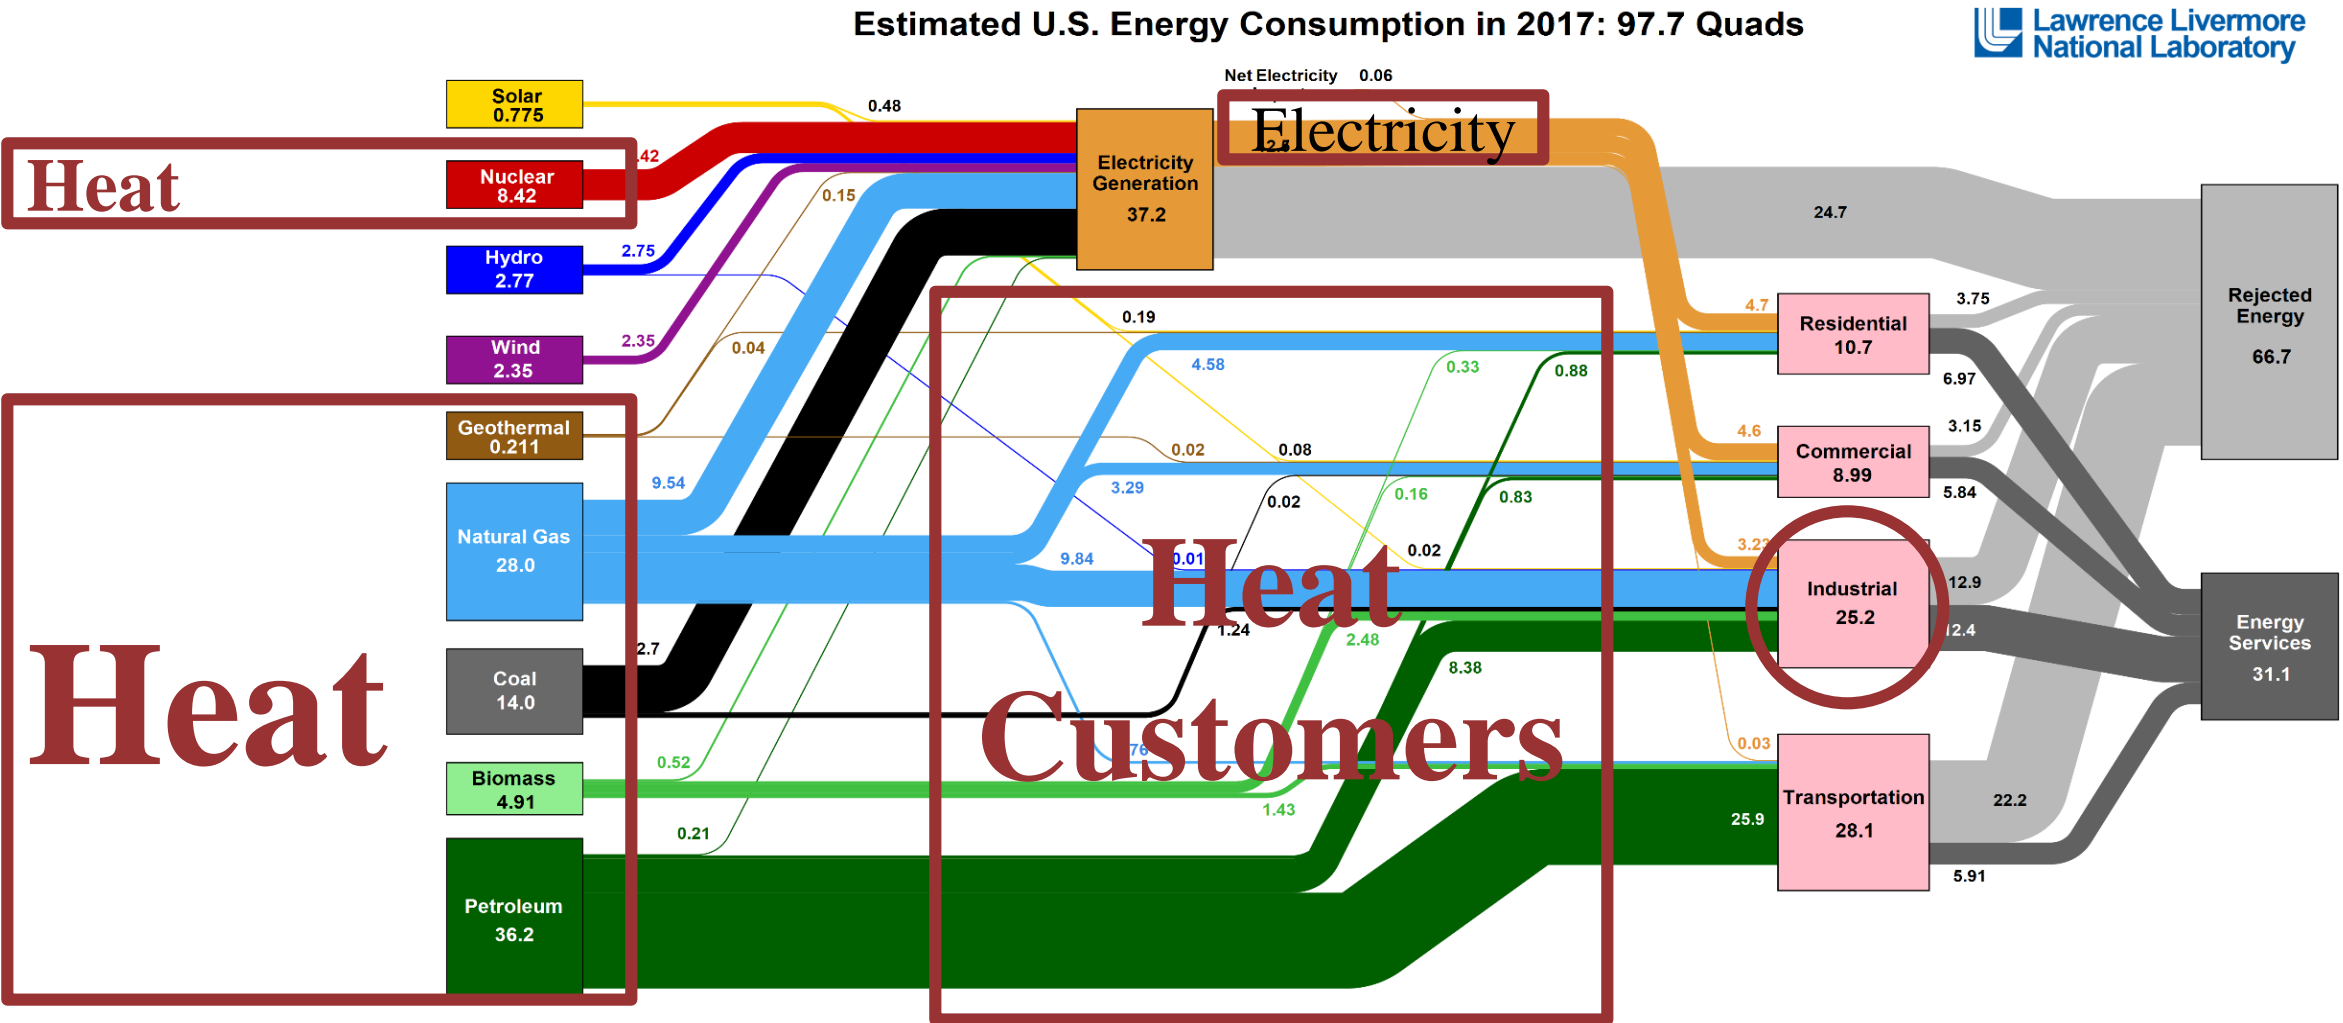 Estimated U.S. Energy Consumption in 2017: 97.7 Quads
Lawrence Livermore
National Laboratory
Net Electricity 0.06
Solar
0.775
0.48
Electricity
Heat
Nuclear
8.42
.42
Electricity
Generation
37.2
0.15
24.7
Hydro
2.77
2.75
Rejected
Energy
66.7
Wind
2.35
2.35
0.04
0.19
4.58
0.33
0.88
4.7
Residential
10.7
3.75
6.97
Geothermal
0.211
0.02
0.08
4.6
Commercial
8.99
3.15
5.84
9.54
3.29
0.02
0.16
0.83
Natural Gas
28.0
9.84
0.01
0.02
Heat
3.23
Industrial
25.2
12.9
12.4
1.24
2.48
8.38
Energy
Services
31.1
Heat
2.7
Coal
14.0
Customers
.76
0.03
0.52
Biomass
4.91
1.43
Transportation
28.1
25.9
22.2
5.91
0.21
Petroleum
36.2